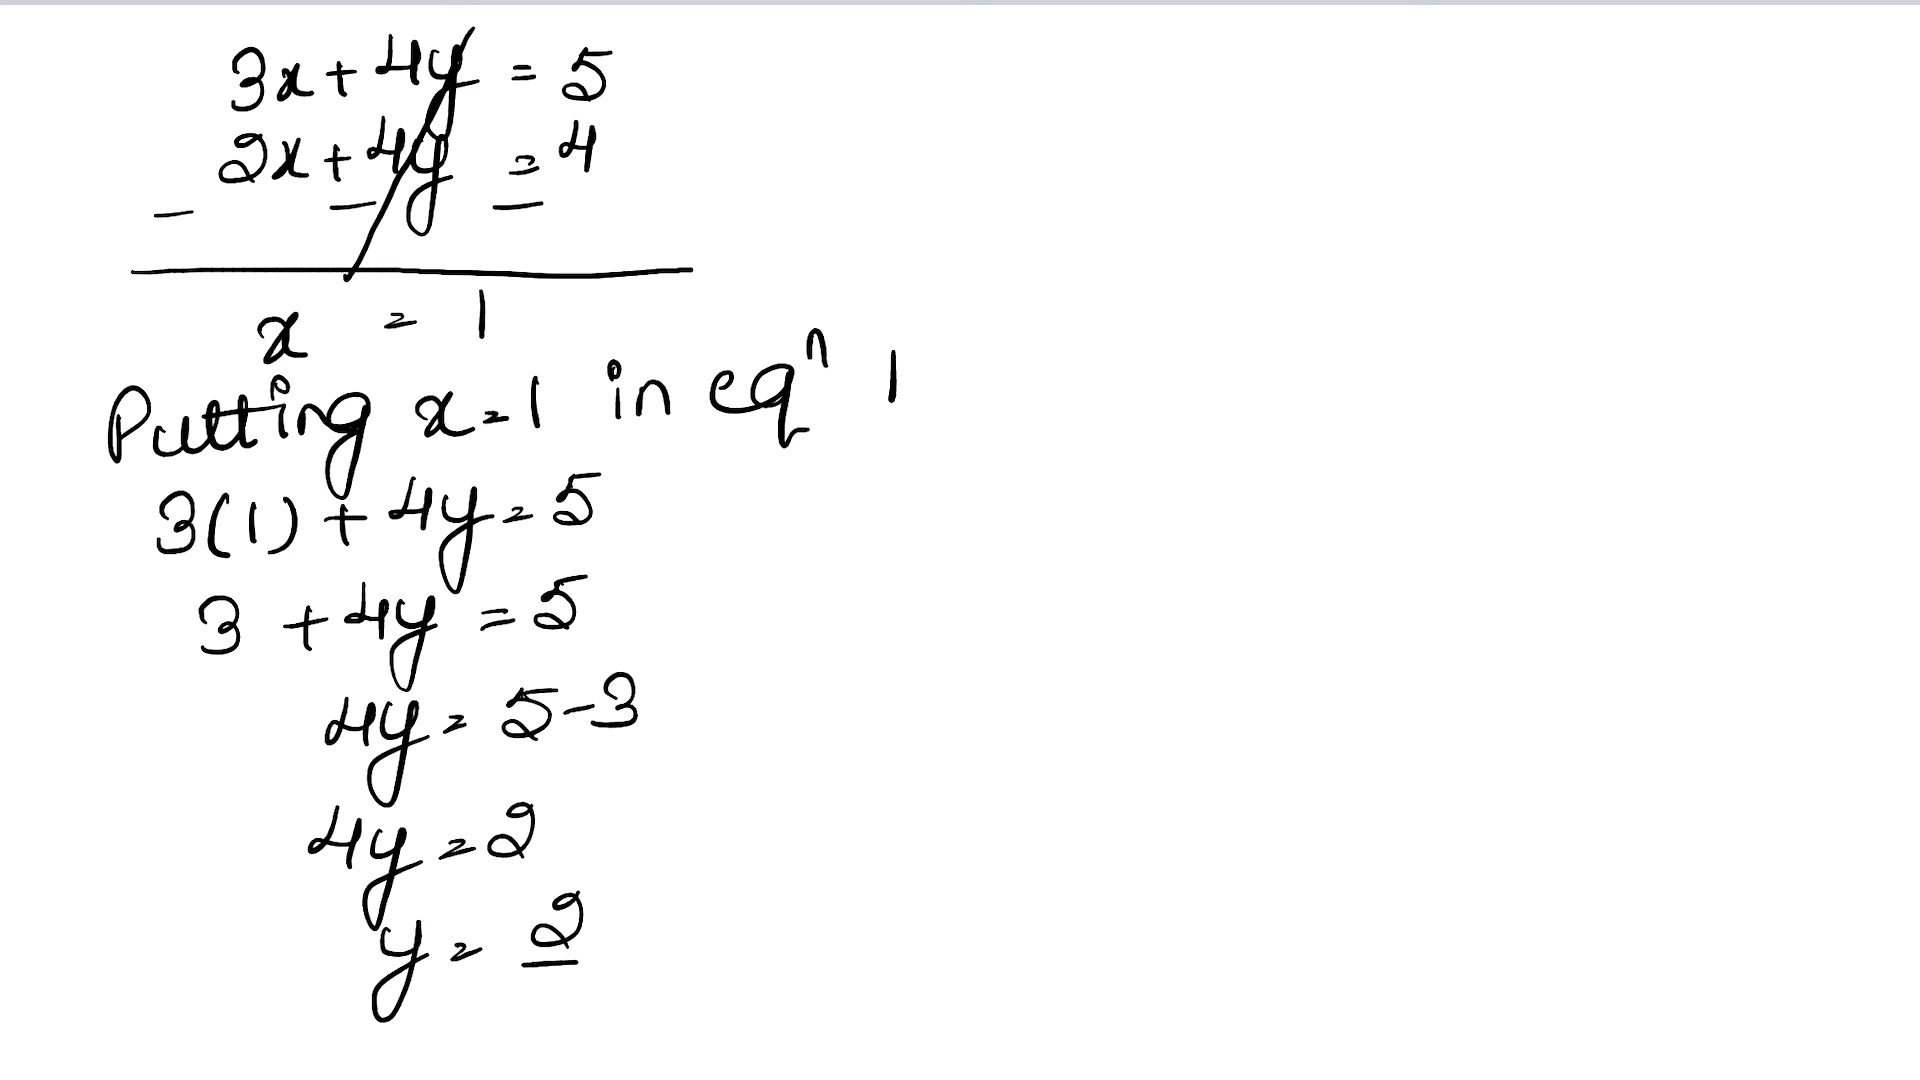 3x + 4y = 5
2x + 4y = 4
− − −
x = 1
Putting x = 1 in eqⁿ 1
3(1) + 4y = 5
3 + 4y = 5
4y = 5 - 3
4y = 2
y = 2